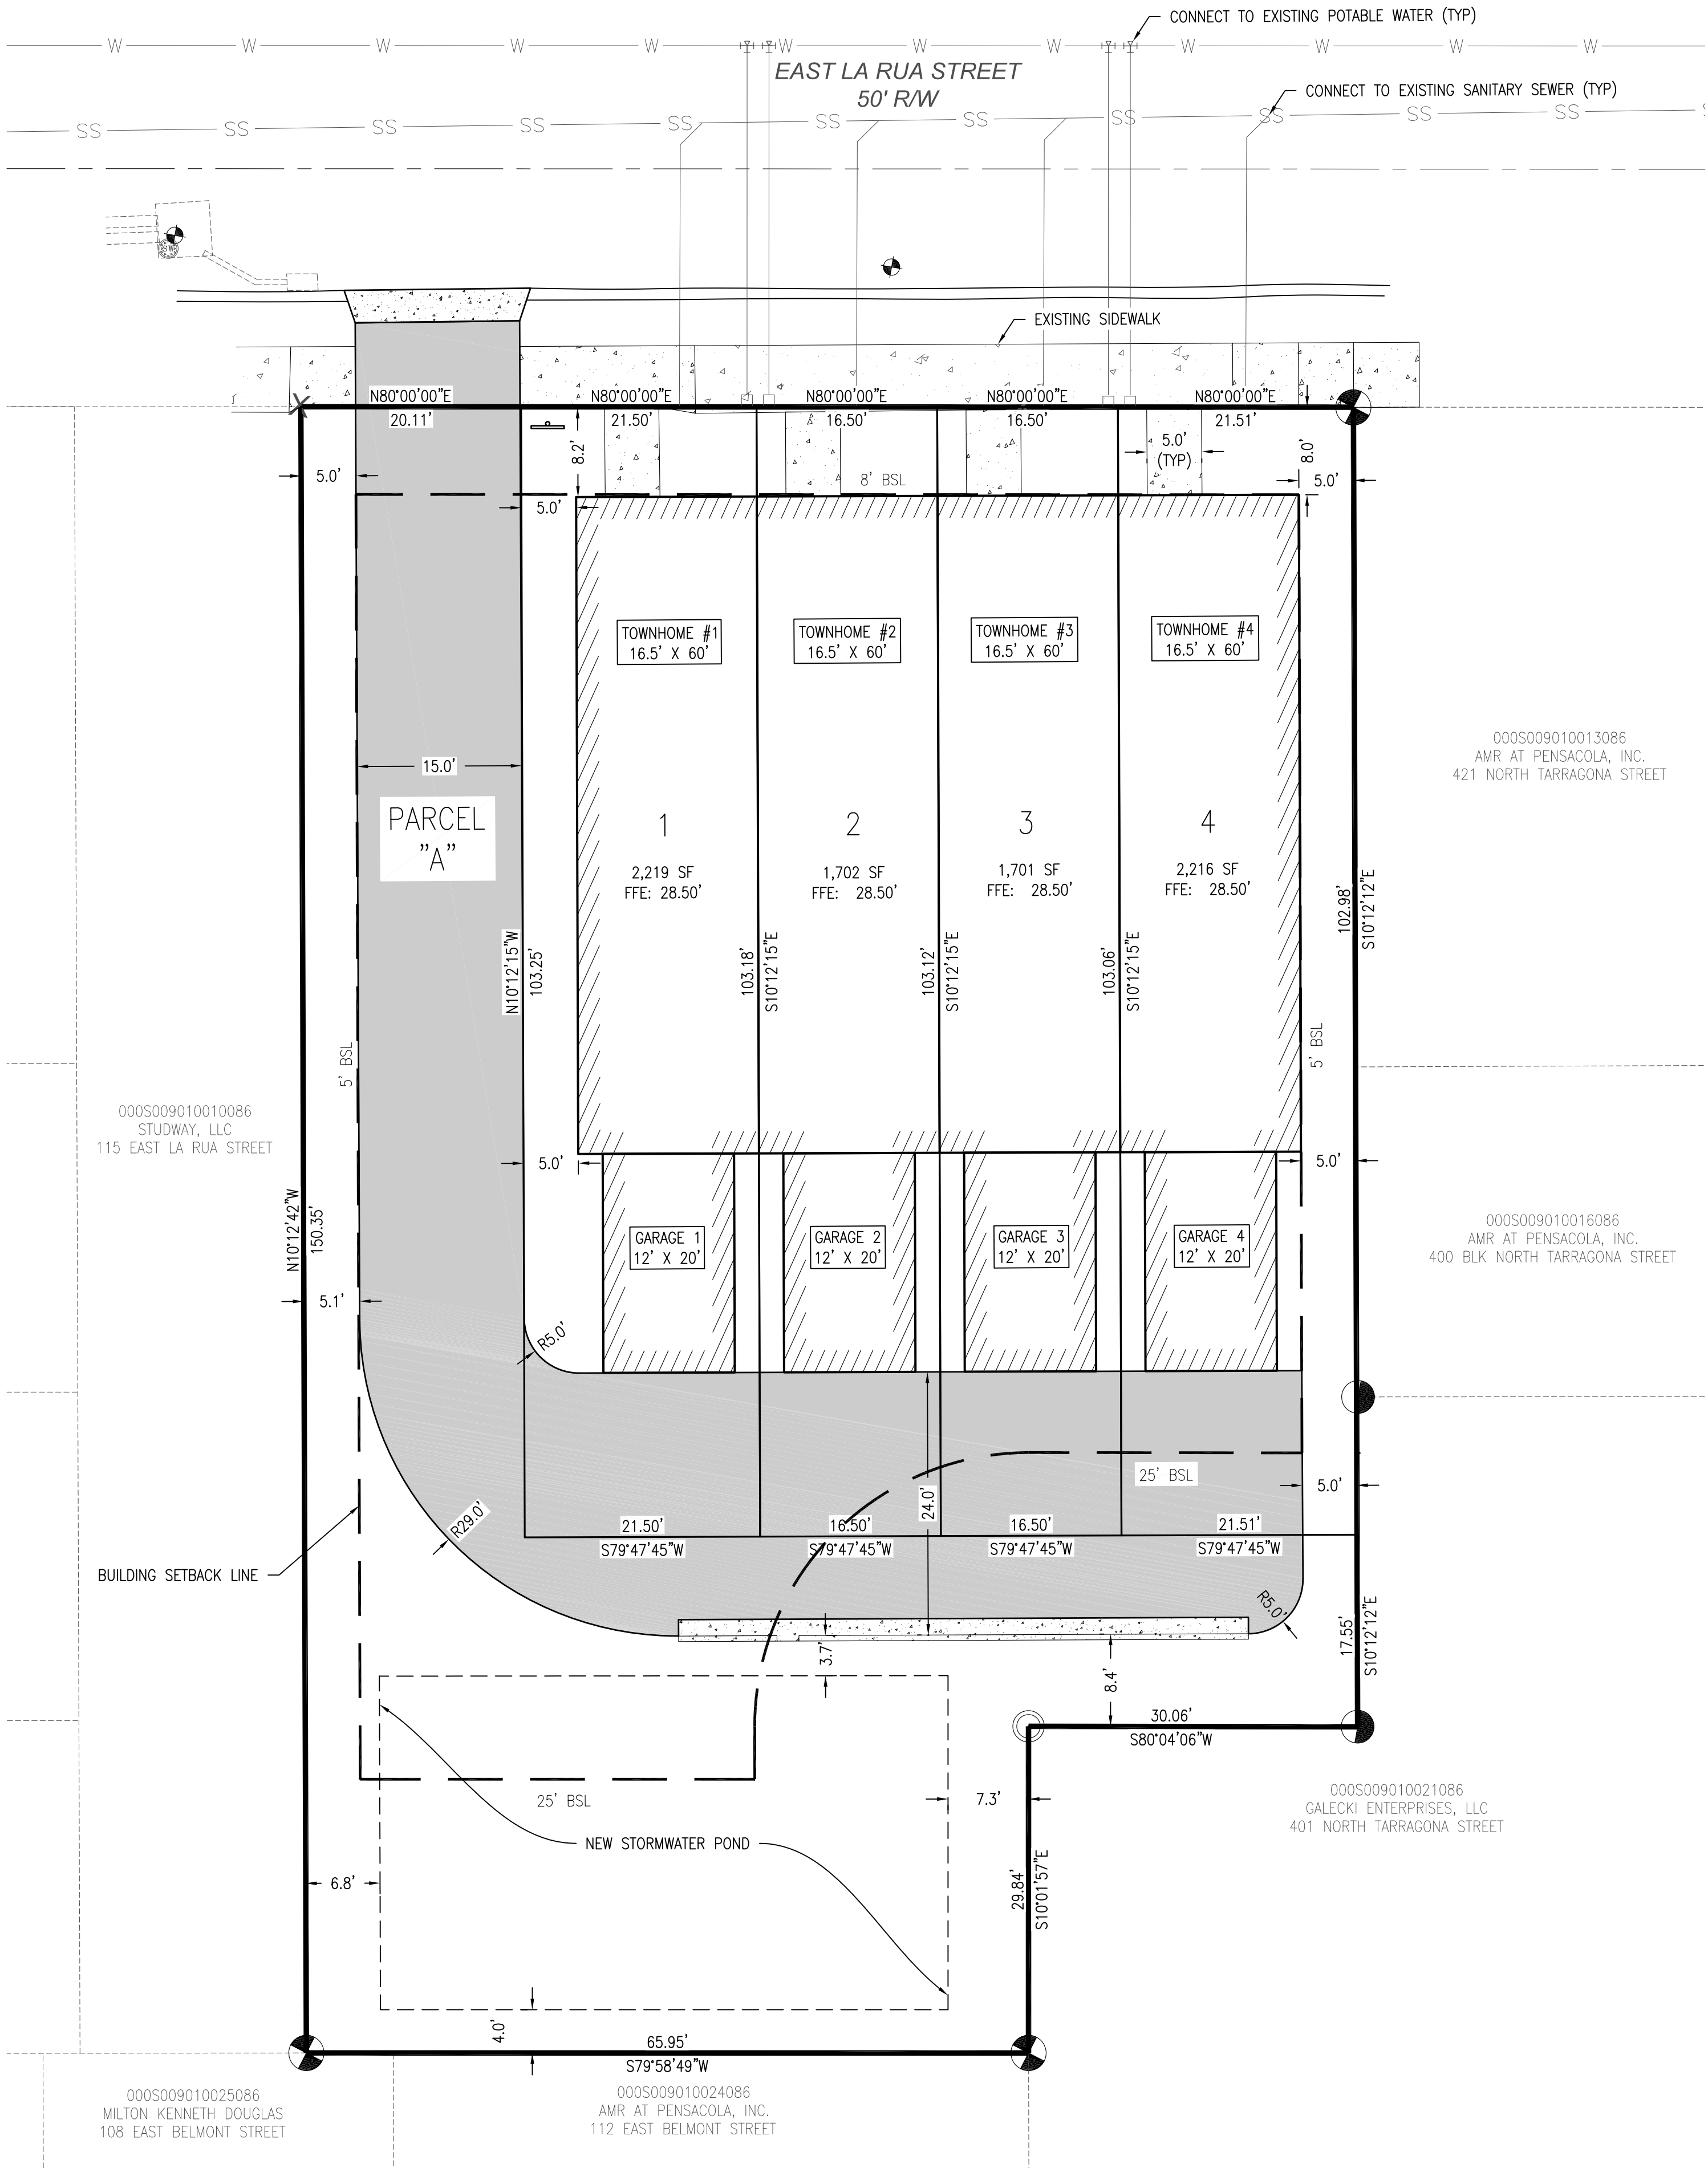 CONNECT TO EXISTING POTABLE WATER (TYP)
W W W W W W W W W W W W
EAST LA RUA STREET
50' R/W
CONNECT TO EXISTING SANITARY SEWER (TYP)
SS SS SS SS SS SS SS SS SS SS SS
EXISTING SIDEWALK
N80°00'00"E N80°00'00"E N80°00'00"E N80°00'00"E N80°00'00"E
20.11' 21.50' 16.50' 16.50' 21.51'
5.0'
(TYP)
8.2'
8.0'
5.0'
8' BSL
5.0'
5.0'
TOWNHOME #1
16.5' X 60'
TOWNHOME #2
16.5' X 60'
TOWNHOME #3
16.5' X 60'
TOWNHOME #4
16.5' X 60'
000S009010013086
AMR AT PENSACOLA, INC.
421 NORTH TARRAGONA STREET
15.0'
PARCEL
"A"
1
2,219 SF
FFE: 28.50'
2
1,702 SF
FFE: 28.50'
3
1,701 SF
FFE: 28.50'
4
2,216 SF
FFE: 28.50'
N10°12'15"W
103.25'
103.18'
S10°12'15"E
103.12'
S10°12'15"E
103.06'
S10°12'15"E
102.98'
S10°12'12"E
5' BSL
5' BSL
000S009010010086
STUDWAY, LLC
115 EAST LA RUA STREET
5.0'
5.0'
N10°12'42"W
150.35'
GARAGE 1
12' X 20'
GARAGE 2
12' X 20'
GARAGE 3
12' X 20'
GARAGE 4
12' X 20'
000S009010016086
AMR AT PENSACOLA, INC.
400 BLK NORTH TARRAGONA STREET
5.1'
R5.0'
25' BSL
5.0'
24.0'
R29.0'
21.50' 16.50' 16.50' 21.51'
S79°47'45"W S79°47'45"W S79°47'45"W S79°47'45"W
BUILDING SETBACK LINE
R5.0'
17.55'
S10°12'12"E
3.7'
8.4'
30.06'
S80°04'06"W
25' BSL
7.3'
000S009010021086
GALECKI ENTERPRISES, LLC
401 NORTH TARRAGONA STREET
NEW STORMWATER POND
6.8'
29.84'
S10°01'57"E
4.0'
65.95'
S79°58'49"W
000S009010025086
MILTON KENNETH DOUGLAS
108 EAST BELMONT STREET
000S009010024086
AMR AT PENSACOLA, INC.
112 EAST BELMONT STREET